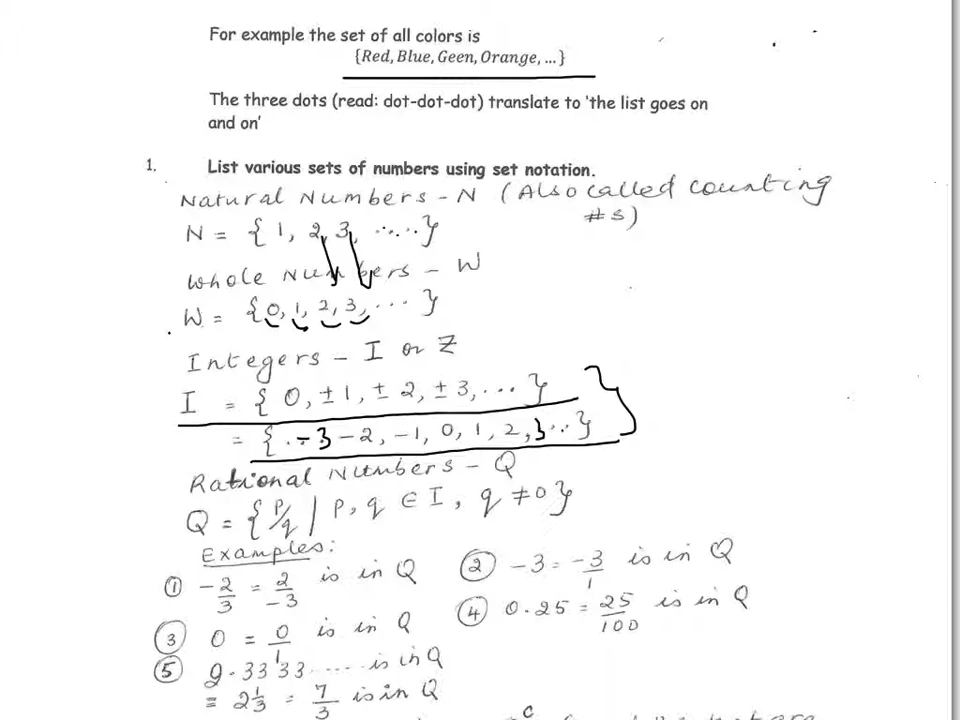 For example the set of all colors is
{Red, Blue, Geen, Orange, ...}
The three dots (read: dot-dot-dot) translate to 'the list goes on
and on'
1. List various sets of numbers using set notation.
Natural Numbers - N (Also called counting
#s)
N = {1, 2, 3, ......}
Whole Numbers - W
W = {0, 1, 2, 3, ... }
Integers - I or Z
I = { 0, ±1, ± 2, ± 3, ... }
= { . -3 -2, -1, 0, 1, 2, 3 .. }
Rational Numbers - Q
Q = {p/q | p, q ∈ I, q ≠ 0}
Examples:
① -2/3 = 2/-3 is in Q
② -3 = -3/1 is in Q
③ 0 = 0/1 is in Q
④ 0.25 = 25/100 is in Q
⑤ 2.3333..... is in Q
= 2 1/3 = 7/3 is in Q